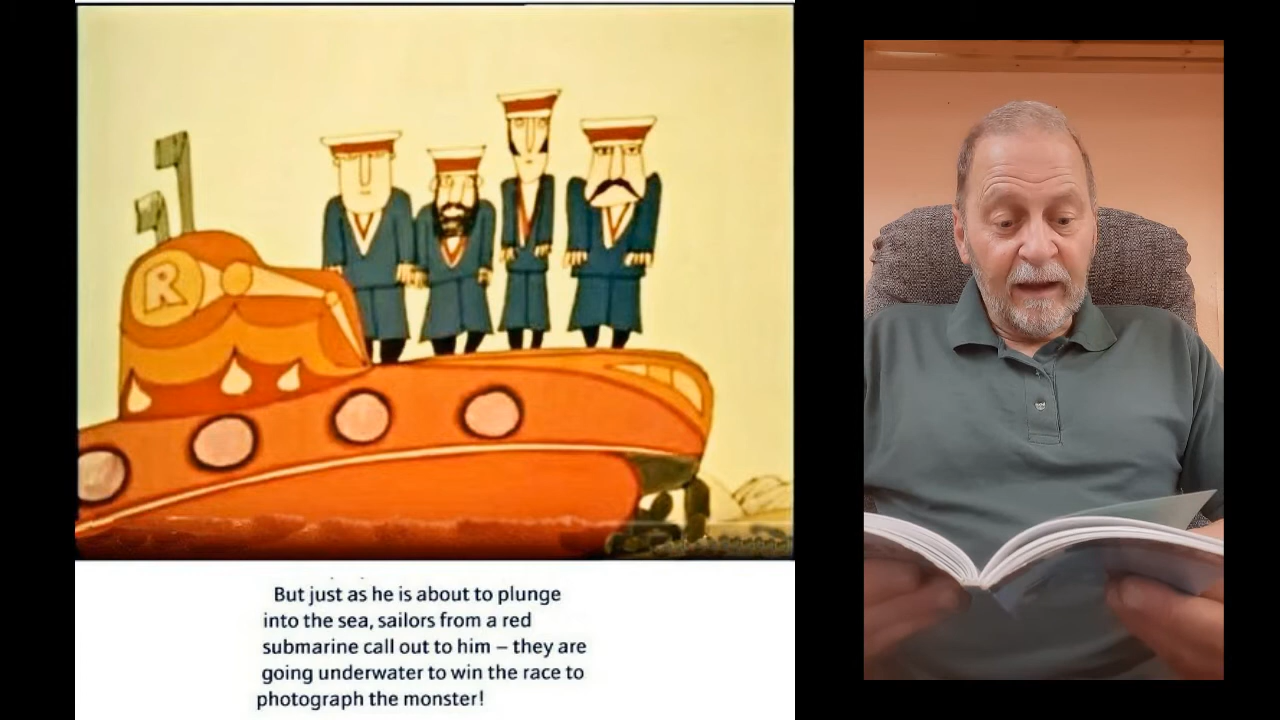 R
But just as he is about to plunge
into the sea, sailors from a red
submarine call out to him – they are
going underwater to win the race to
photograph the monster!